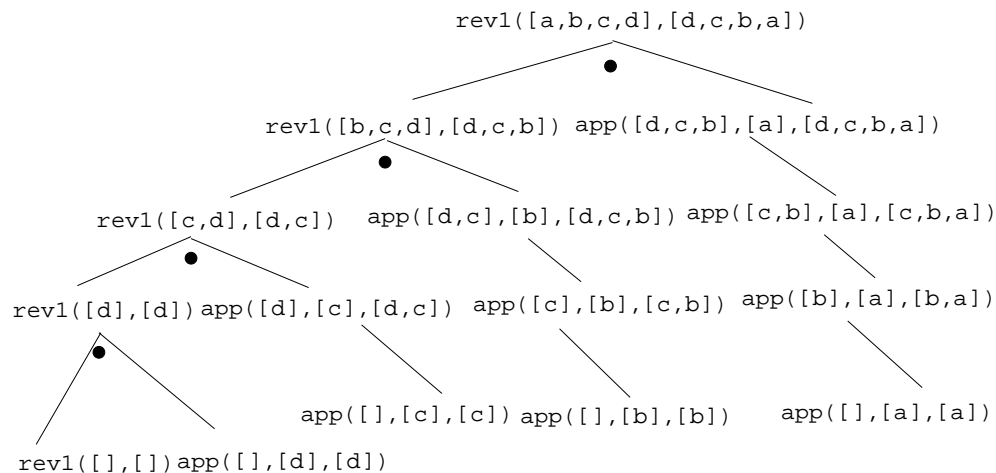 rev1([a,b,c,d],[d,c,b,a])
rev1([b,c,d],[d,c,b]) app([d,c,b],[a],[d,c,b,a])
rev1([c,d],[d,c]) app([d,c],[b],[d,c,b]) app([c,b],[a],[c,b,a])
rev1([d],[d]) app([d],[c],[d,c]) app([c],[b],[c,b]) app([b],[a],[b,a])
app([],[c],[c]) app([],[b],[b]) app([],[a],[a])
rev1([],[]) app([],[d],[d])